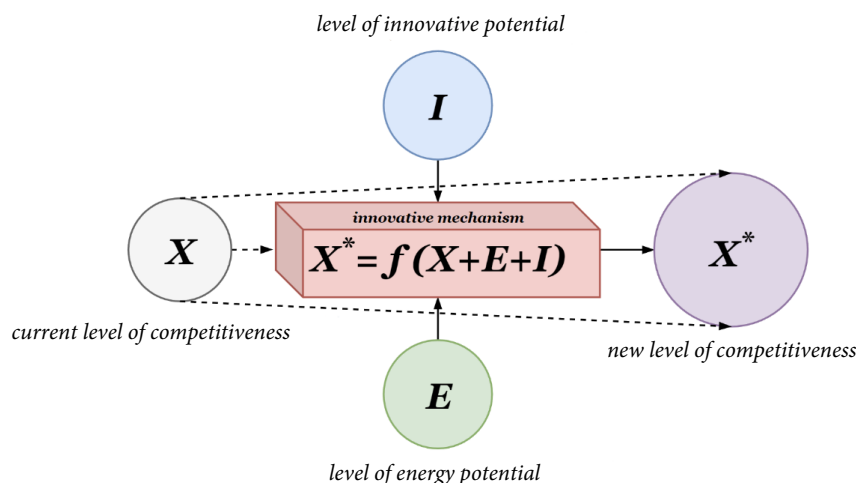 level of innovative potential
I
innovative mechanism
X
X*=f(X+E+I)
X*
current level of competitiveness
new level of competitiveness
E
level of energy potential